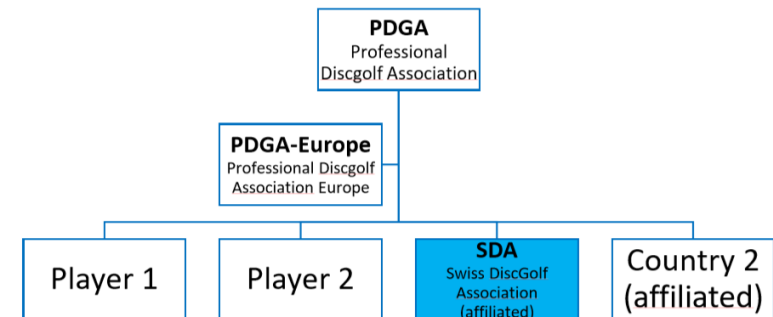 PDGA
Professional
Discgolf Association
PDGA-Europe
Professional Discgolf
Association Europe
Player 1
Player 2
SDA
Swiss DiscGolf
Association
(affiliated)
Country 2
(affiliated)